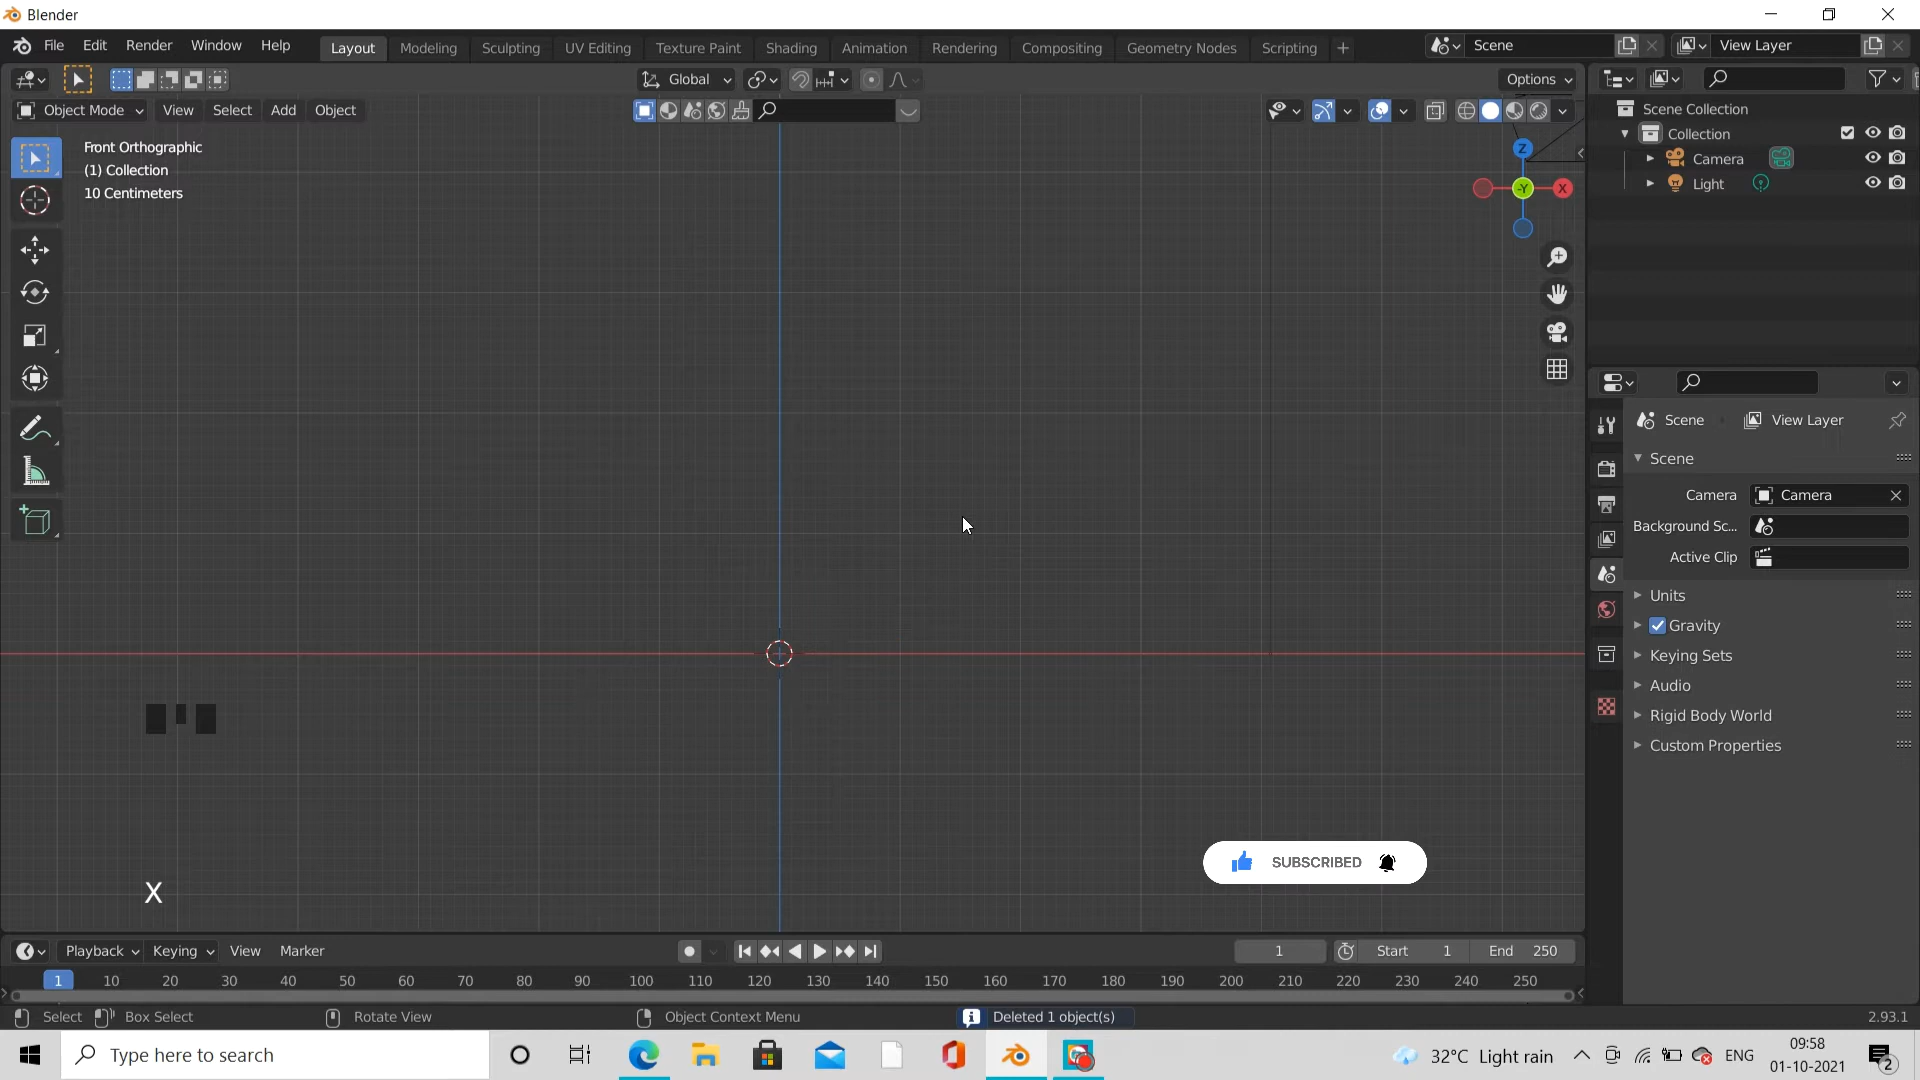 Blender
File Edit Render Window Help Layout Modeling Sculpting UV Editing Texture Paint Shading Animation Rendering Compositing Geometry Nodes Scripting + Scene View Layer
Global Options
Object Mode View Select Add Object
Scene Collection
Collection
Camera
Light
Front Orthographic
(1) Collection
10 Centimeters
Z
-Y X
Scene View Layer
Scene
Camera Camera
Background Sc...
Active Clip
Units
Gravity
Keying Sets
Audio
Rigid Body World
Custom Properties
SUBSCRIBED
X
Playback Keying View Marker 1 Start 1 End 250
1 10 20 30 40 50 60 70 80 90 100 110 120 130 140 150 160 170 180 190 200 210 220 230 240 250
Select Box Select Rotate View Object Context Menu Deleted 1 object(s) 2.93.1
Type here to search 32°C Light rain ENG 09:58
01-10-2021 2